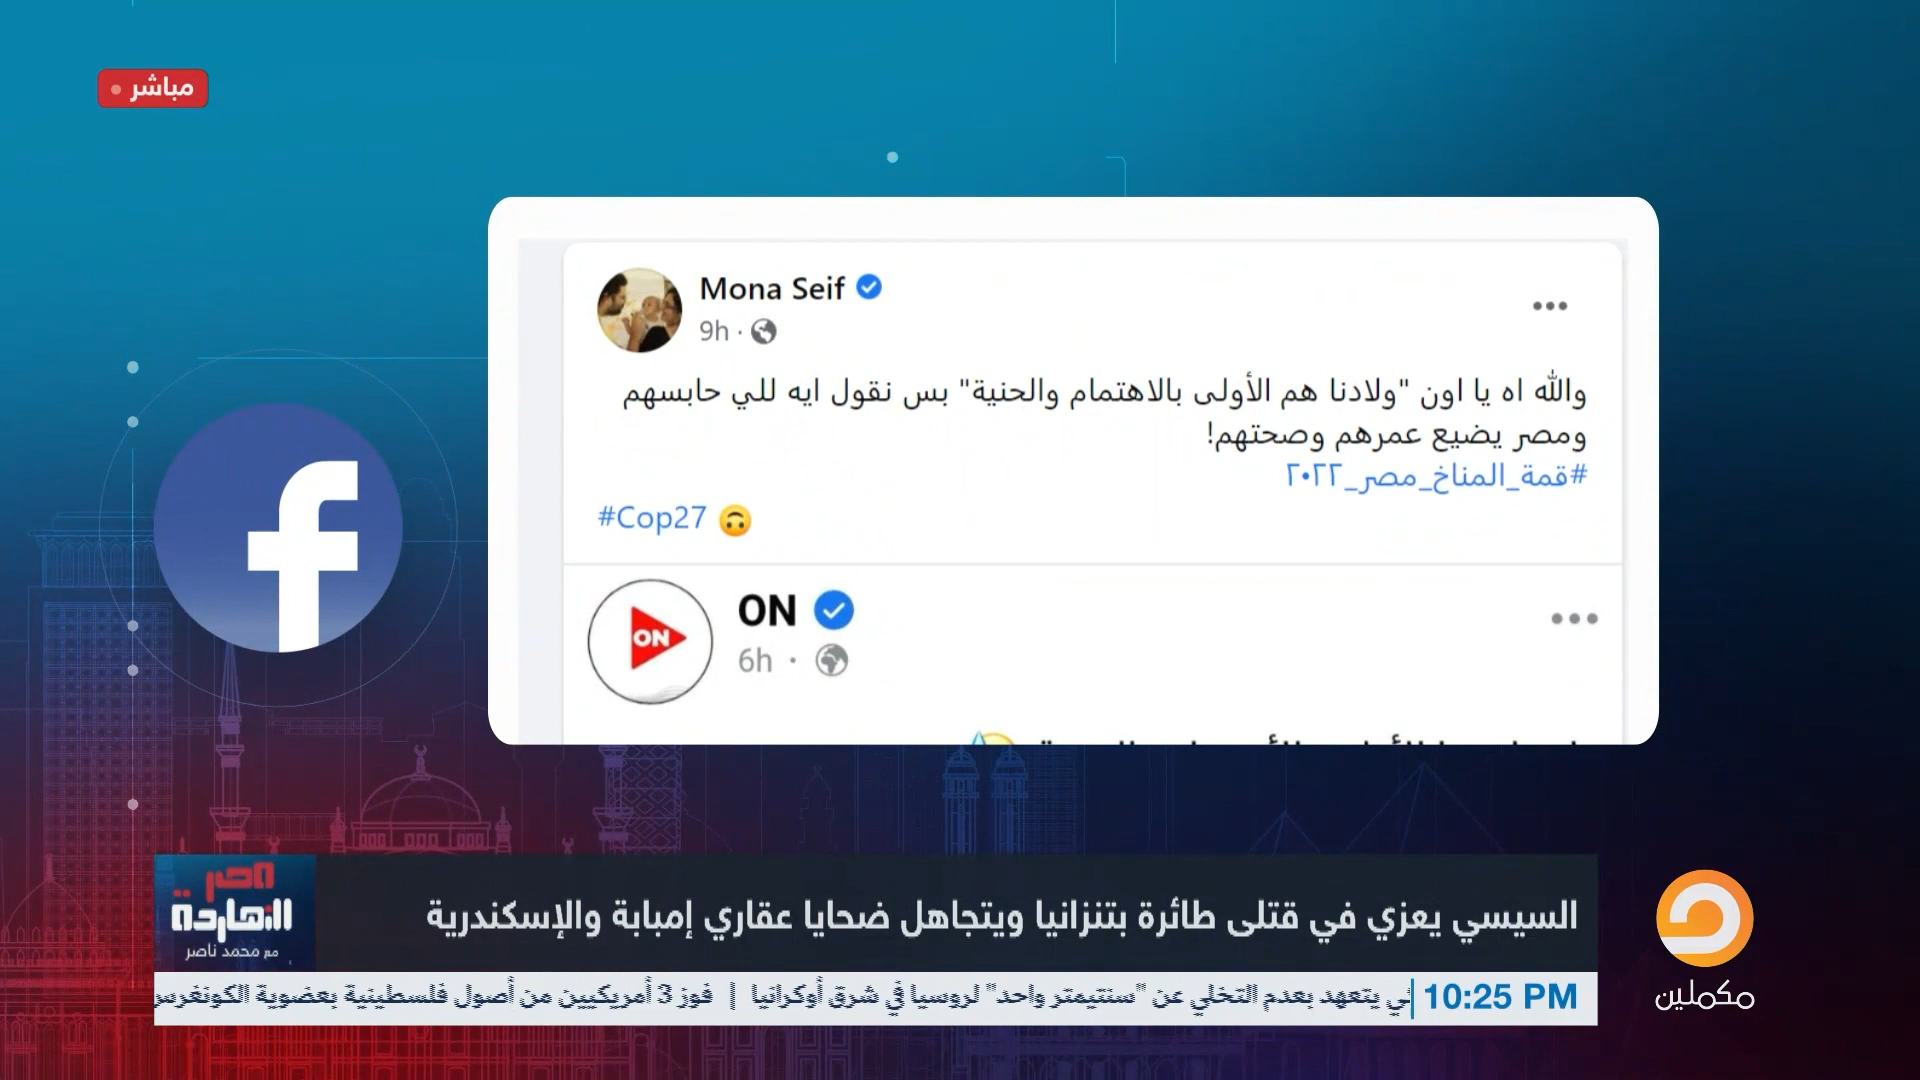 مباشر
Mona Seif
9h
والله اه يا اون "ولادنا هم الأولى بالاهتمام والحنية" بس نقول ايه للي حابسهم
ومصر يضيع عمرهم وصحتهم!
#قمة_المناخ_مصر_٢٠٢٢
#Cop27
ON
ON
6h
مصر
النهاردة
مع محمد ناصر
السيسي يعزي في قتلى طائرة بتنزانيا ويتجاهل ضحايا عقاري إمبابة والإسكندرية
10:25 PM
ي يتعهد بعدم التخلي عن "سنتيمتر واحد" لروسيا في شرق أوكرانيا | فوز 3 أمريكيين من أصول فلسطينية بعضوية الكونغرس
مكملين